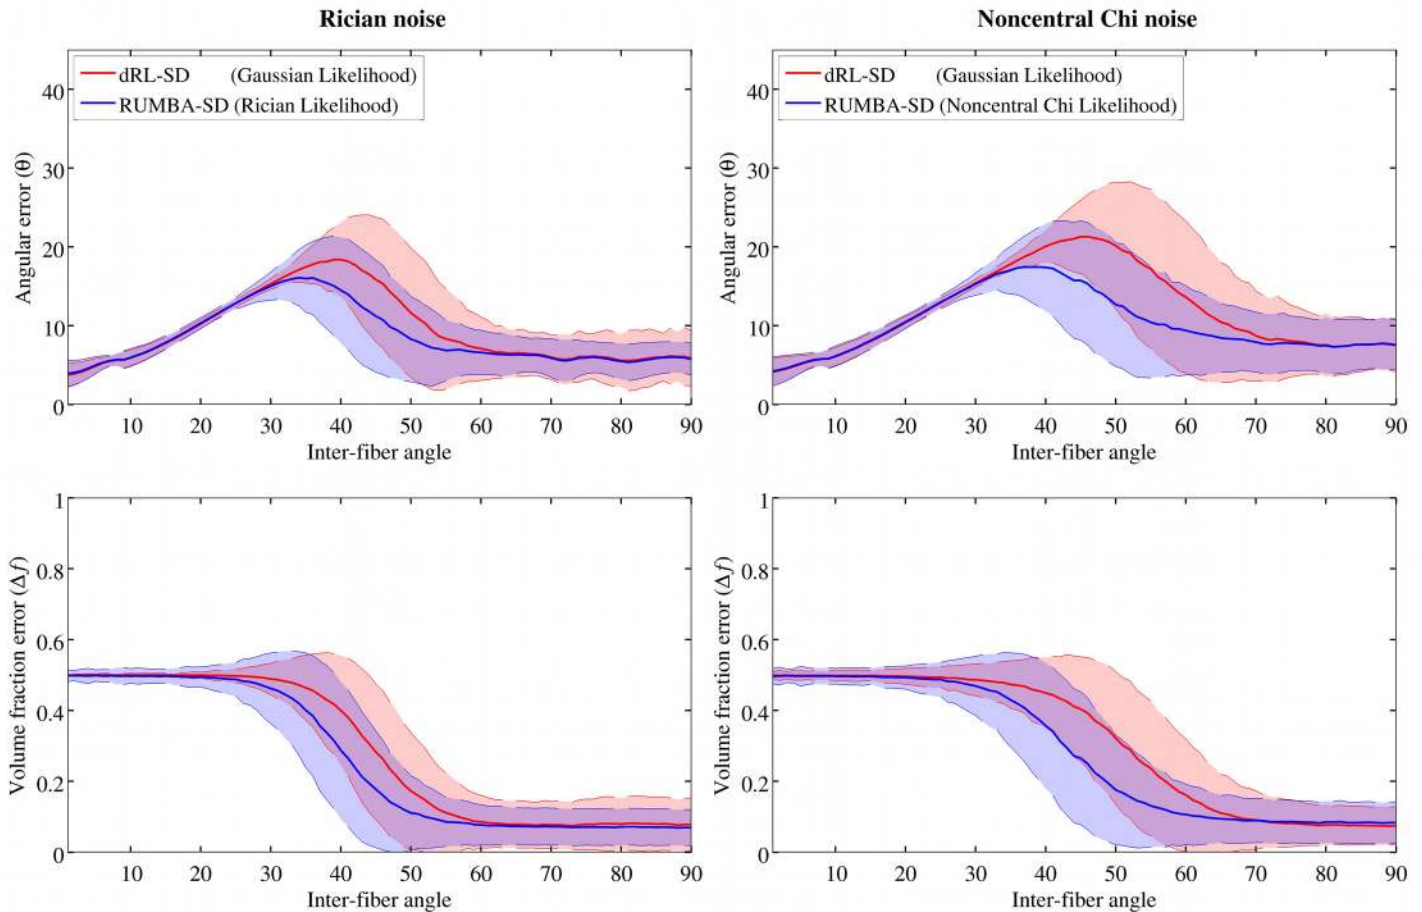 Rician noise
Noncentral Chi noise
40
30
20
10
0
Angular error (θ)
dRL-SD (Gaussian Likelihood)
RUMBA-SD (Rician Likelihood)
10 20 30 40 50 60 70 80 90
Inter-fiber angle
40
30
20
10
0
Angular error (θ)
dRL-SD (Gaussian Likelihood)
RUMBA-SD (Noncentral Chi Likelihood)
10 20 30 40 50 60 70 80 90
Inter-fiber angle
1
0.8
0.6
0.4
0.2
0
Volume fraction error (Δf)
10 20 30 40 50 60 70 80 90
Inter-fiber angle
1
0.8
0.6
0.4
0.2
0
Volume fraction error (Δf)
10 20 30 40 50 60 70 80 90
Inter-fiber angle